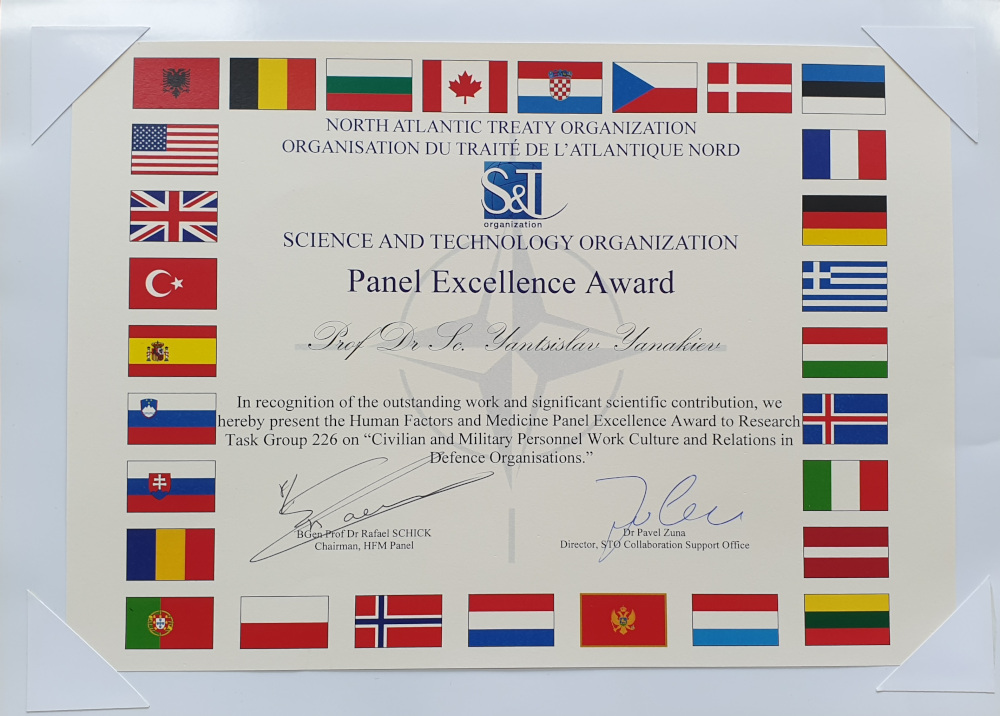 NORTH ATLANTIC TREATY ORGANIZATION
ORGANISATION DU TRAITÉ DE L'ATLANTIQUE NORD
S&T
organization
SCIENCE AND TECHNOLOGY ORGANIZATION
Panel Excellence Award
Prof Dr Sc. Yantsislav Yanakiev
In recognition of the outstanding work and significant scientific contribution, we
hereby present the Human Factors and Medicine Panel Excellence Award to Research
Task Group 226 on “Civilian and Military Personnel Work Culture and Relations in
Defence Organisations.”
BGen Prof Dr Rafael SCHICK
Chairman, HFM Panel
Dr Pavel Zuna
Director, STO Collaboration Support Office